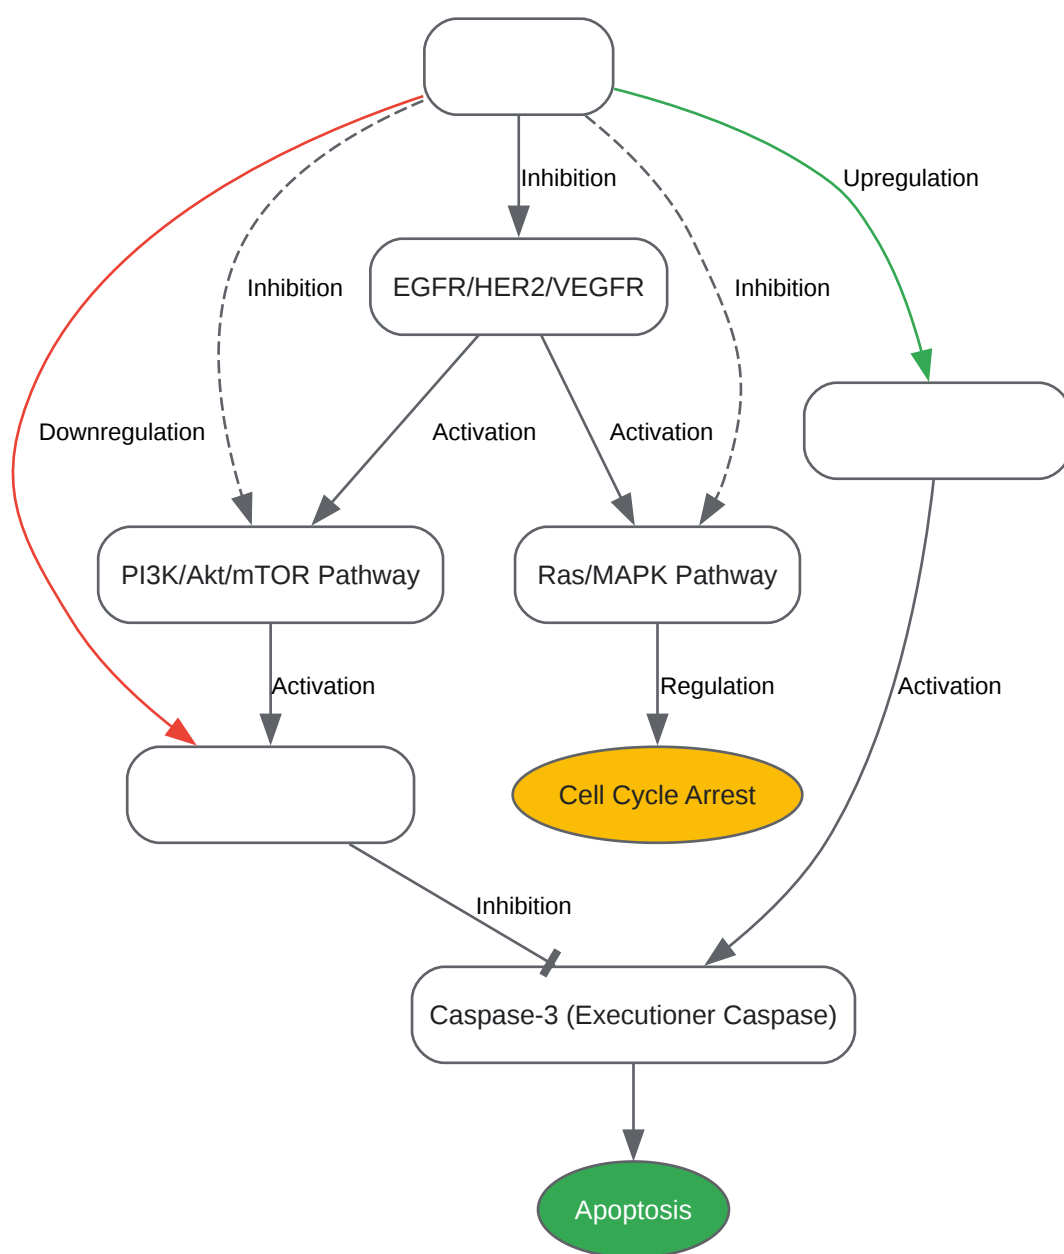 Inhibition
Upregulation
EGFR/HER2/VEGFR
Inhibition
Inhibition
Downregulation
Activation
Activation
PI3K/Akt/mTOR Pathway
Ras/MAPK Pathway
Activation
Regulation
Activation
Cell Cycle Arrest
Inhibition
Caspase-3 (Executioner Caspase)
Apoptosis